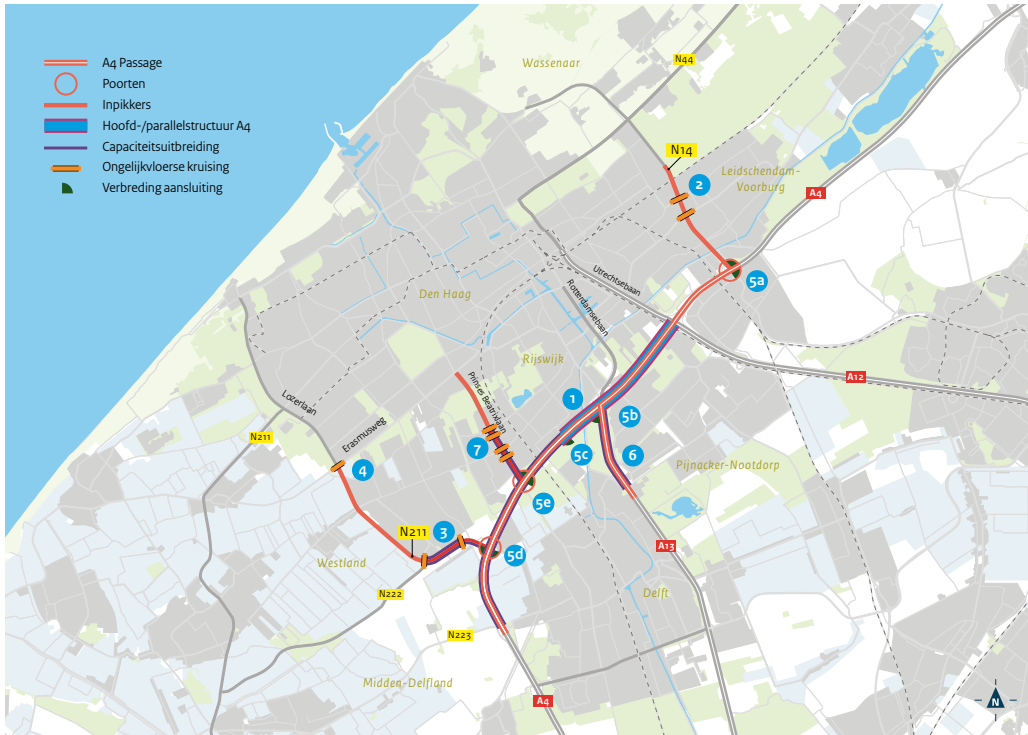 A4 Passage
Poorten
Inpikkers
Hoofd-/parallelstructuur A4
Capaciteitsuitbreiding
Ongelijkvloerse kruising
Verbreding aansluiting
Wassenaar
N44
N14
2
Leidschendam-
Voorburg
A4
5a
Utrechtsebaan
Rotterdamsebaan
Den Haag
Rijswijk
A12
Prinses Beatrixlaan
1
5b
Lozerlaan
Erasmusweg
N211
7
5c
6
4
Pijnacker-Nootdorp
5e
N211
3
5d
A13
Westland
N222
Delft
N223
Midden-Delfland
A4
N